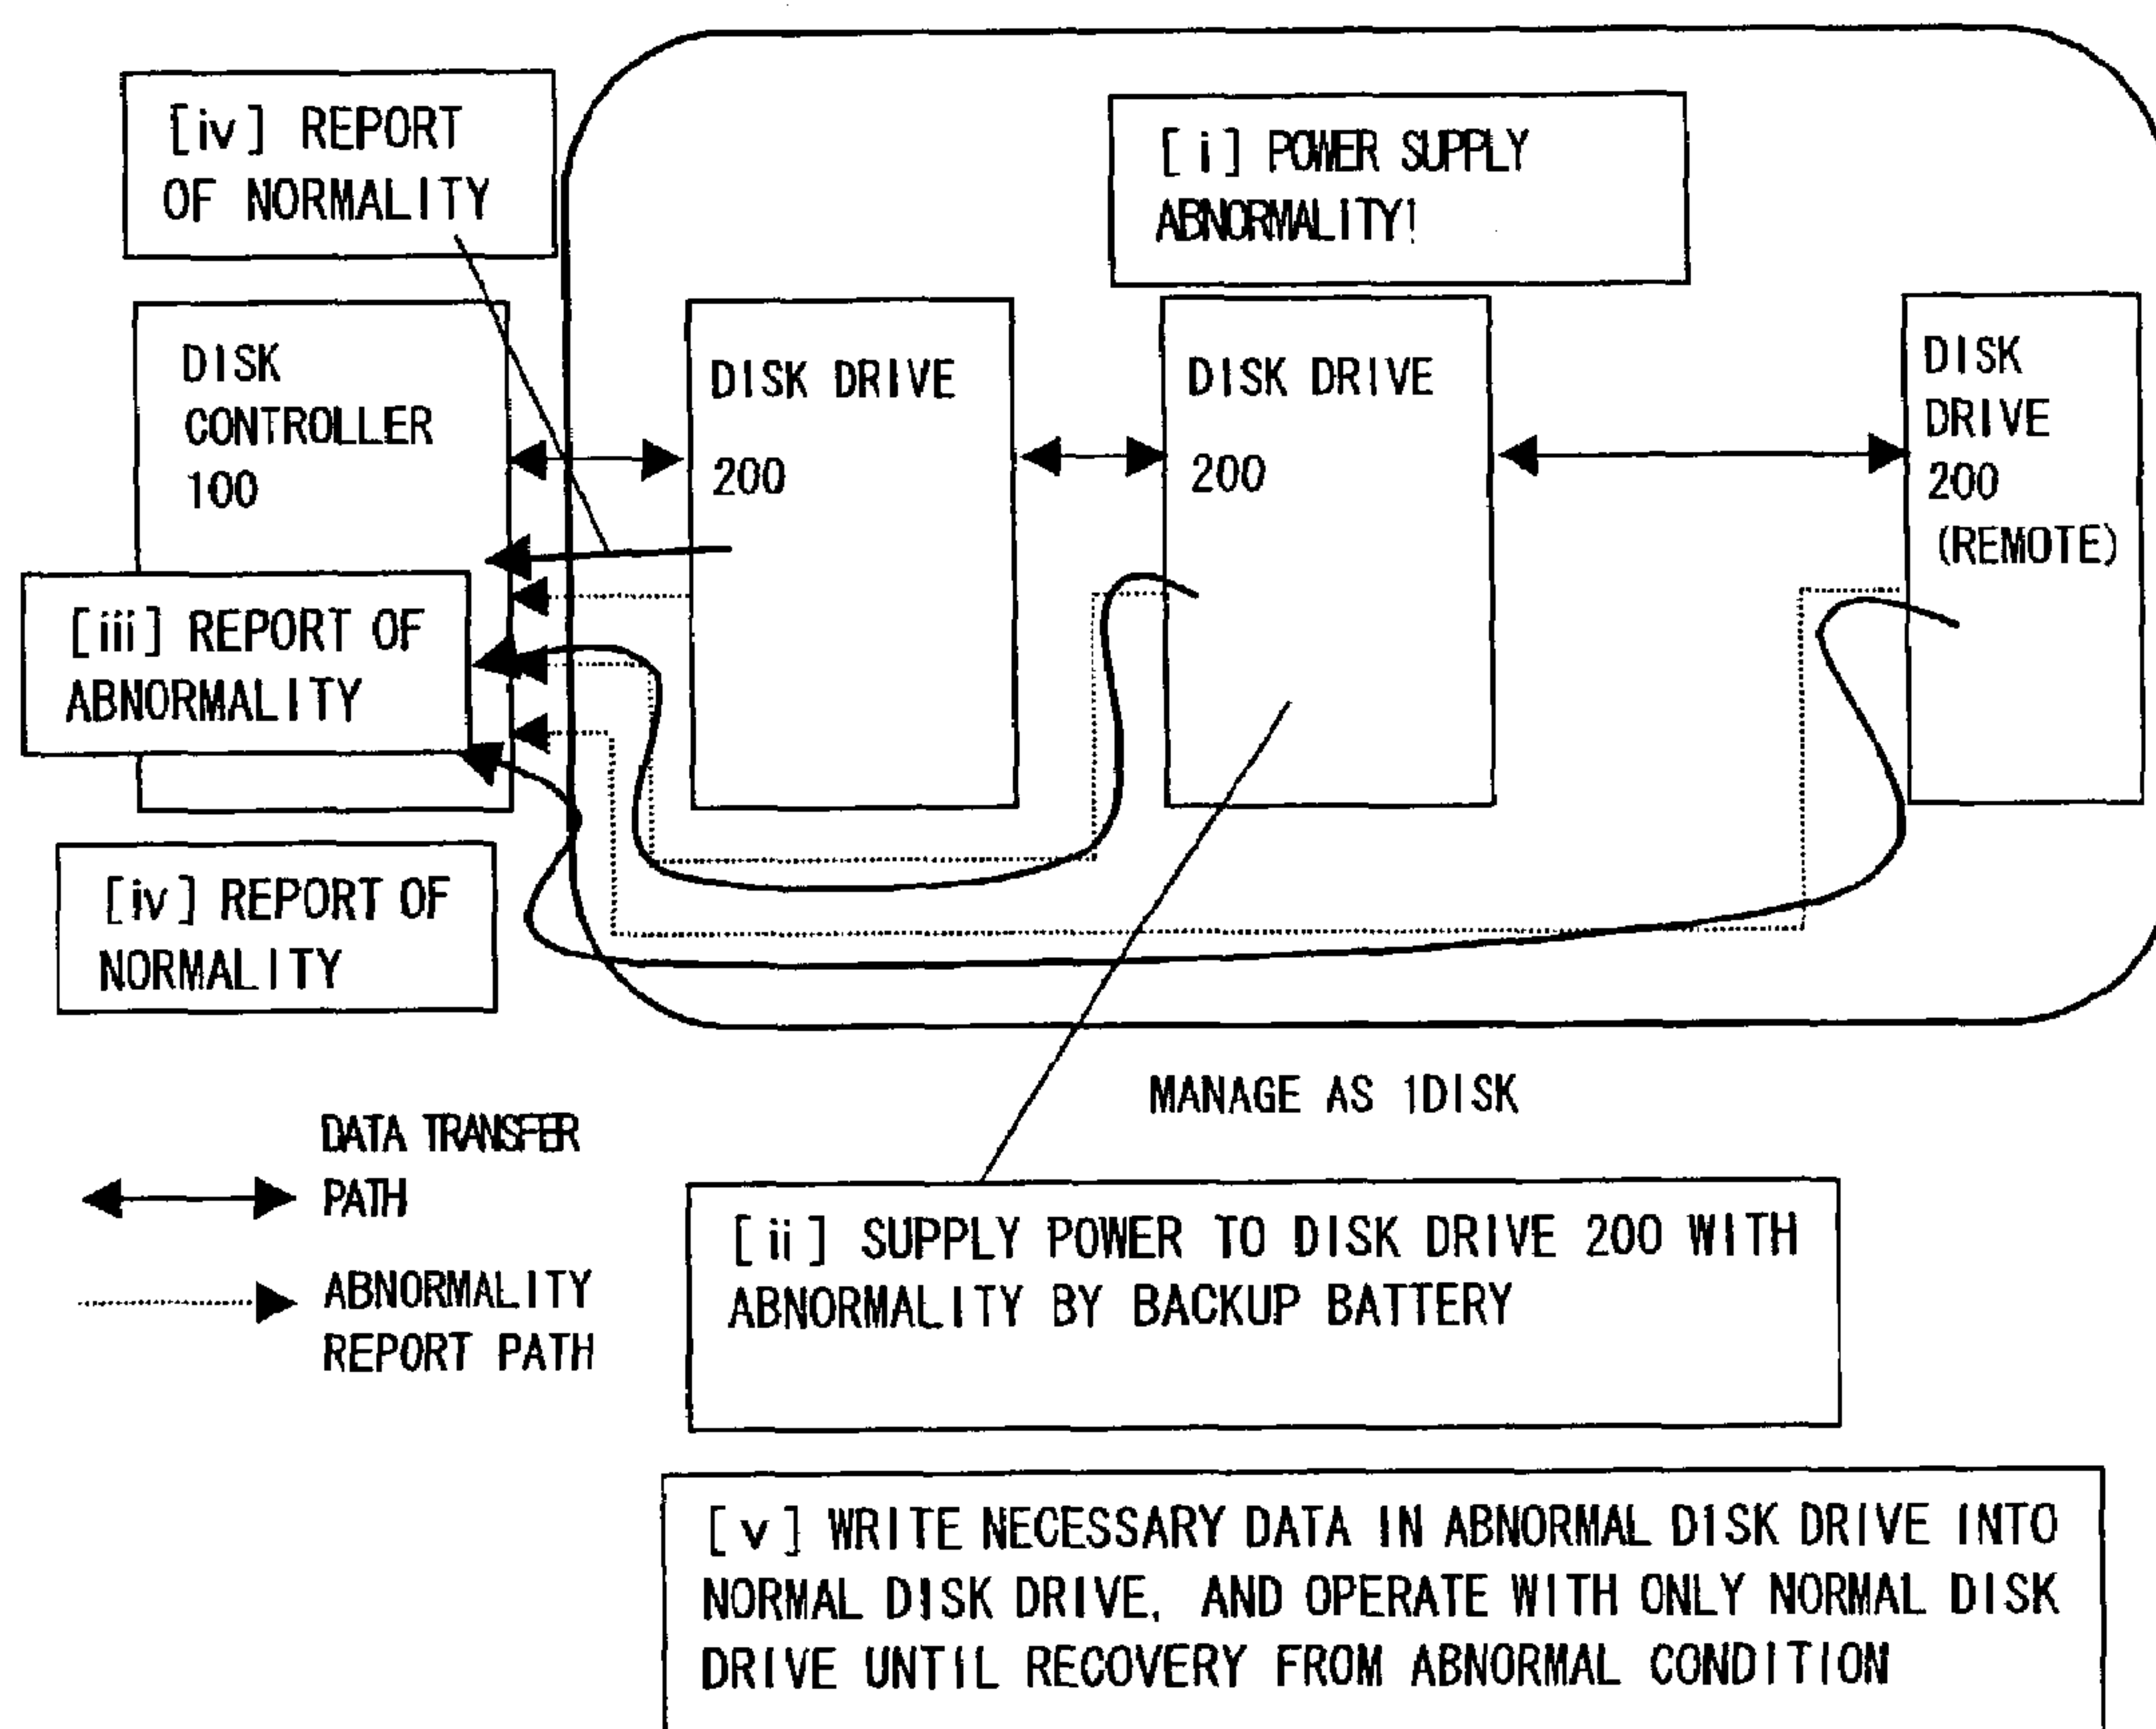 [iv] REPORT
OF NORMALITY
[i] POWER SUPPLY
ABNORMALITY!
DISK
CONTROLLER
100
DISK DRIVE
200
DISK DRIVE
200
DISK
DRIVE
200
(REMOTE)
[iii] REPORT OF
ABNORMALITY
[iv] REPORT OF
NORMALITY
MANAGE AS 1DISK
DATA TRANSFER
PATH
ABNORMALITY
REPORT PATH
[ii] SUPPLY POWER TO DISK DRIVE 200 WITH
ABNORMALITY BY BACKUP BATTERY
[v] WRITE NECESSARY DATA IN ABNORMAL DISK DRIVE INTO
NORMAL DISK DRIVE, AND OPERATE WITH ONLY NORMAL DISK
DRIVE UNTIL RECOVERY FROM ABNORMAL CONDITION